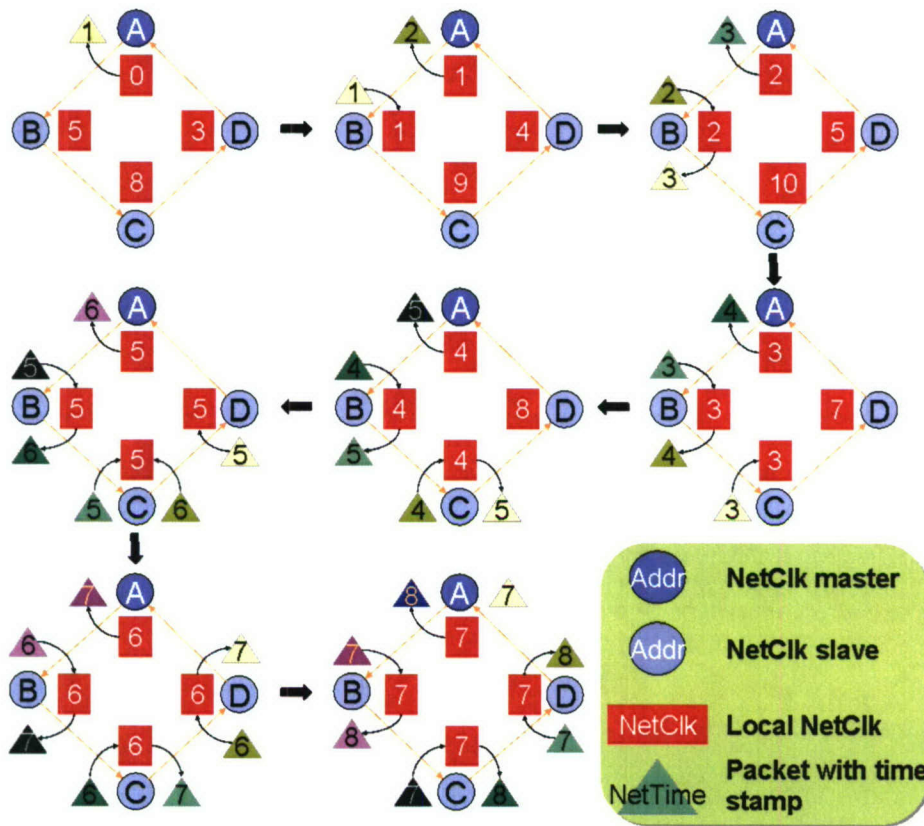 1 A 2 A 3 A
0 1 2
1 2
B 5 3 D B 1 4 D B 2 5 D
8 9 3 10
C C C
6 A 5 A 4 A
5 4 3
5 4 3
B 5 5 D B 4 8 D B 3 7 D
6 5 5 5 4 4 3
5 C 6 4 C 5 3 C
7 A 8 A 7
6 7
6 7 7 8
B 6 6 D B 7 7 D
7 6 6 8 7 7
6 C 7 7 C 8
Addr NetClk master
Addr NetClk slave
NetClk Local NetClk
NetTime Packet with time
stamp